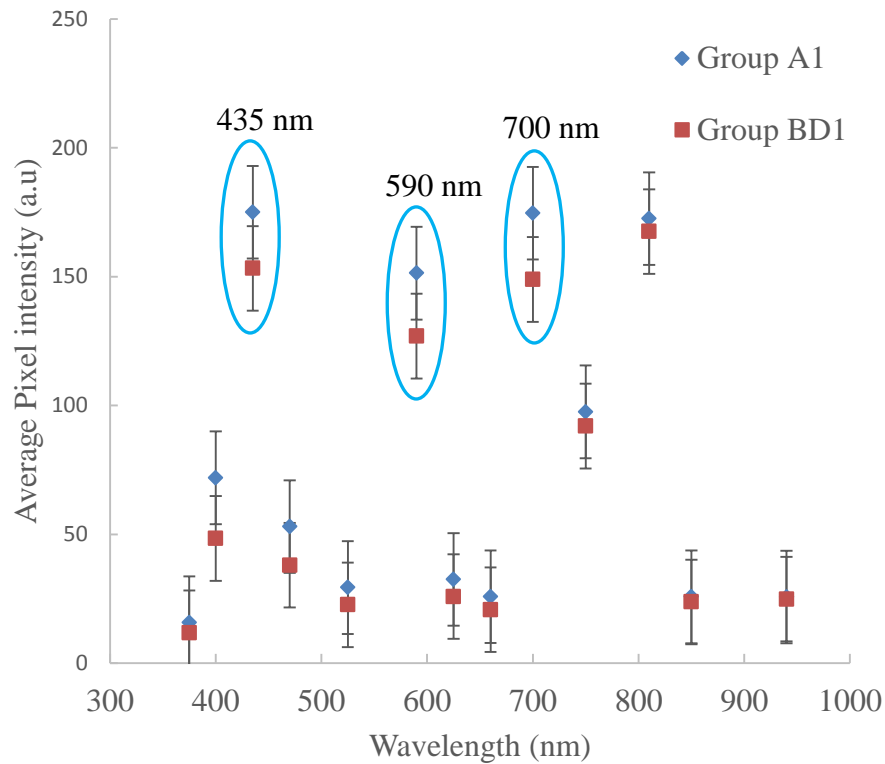 250
200
150
100
50
0
300 400 500 600 700 800 900 1000
Average Pixel intensity (a.u)
Wavelength (nm)
Group A1
Group BD1
435 nm
590 nm
700 nm